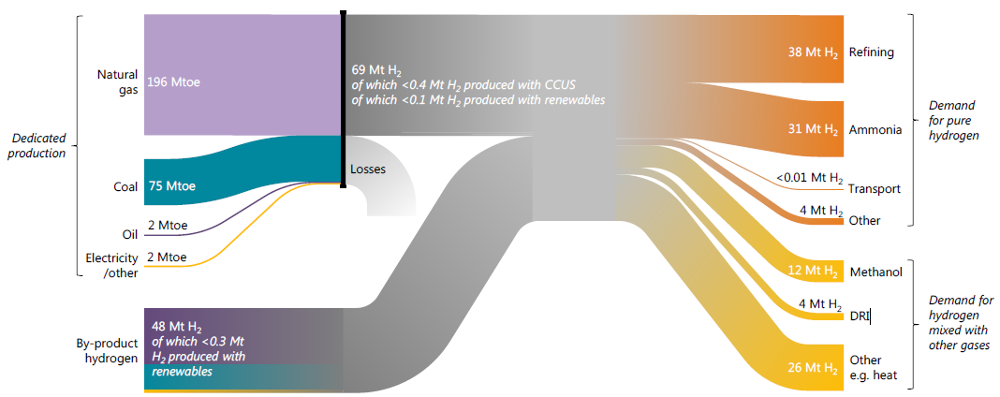 Dedicated
production
Natural
gas
196 Mtoe
Coal
75 Mtoe
Oil
2 Mtoe
Electricity
/other
2 Mtoe
By-product
hydrogen
48 Mt H₂
of which <0.3 Mt
H₂ produced with
renewables
69 Mt H₂
of which <0.4 Mt H₂ produced with CCUS
of which <0.1 Mt H₂ produced with renewables
Losses
38 Mt H₂
Refining
31 Mt H₂
Ammonia
<0.01 Mt H₂
Transport
4 Mt H₂
Other
Demand
for pure
hydrogen
12 Mt H₂
Methanol
4 Mt H₂
DRI
26 Mt H₂
Other
e.g. heat
Demand for
hydrogen
mixed with
other gases